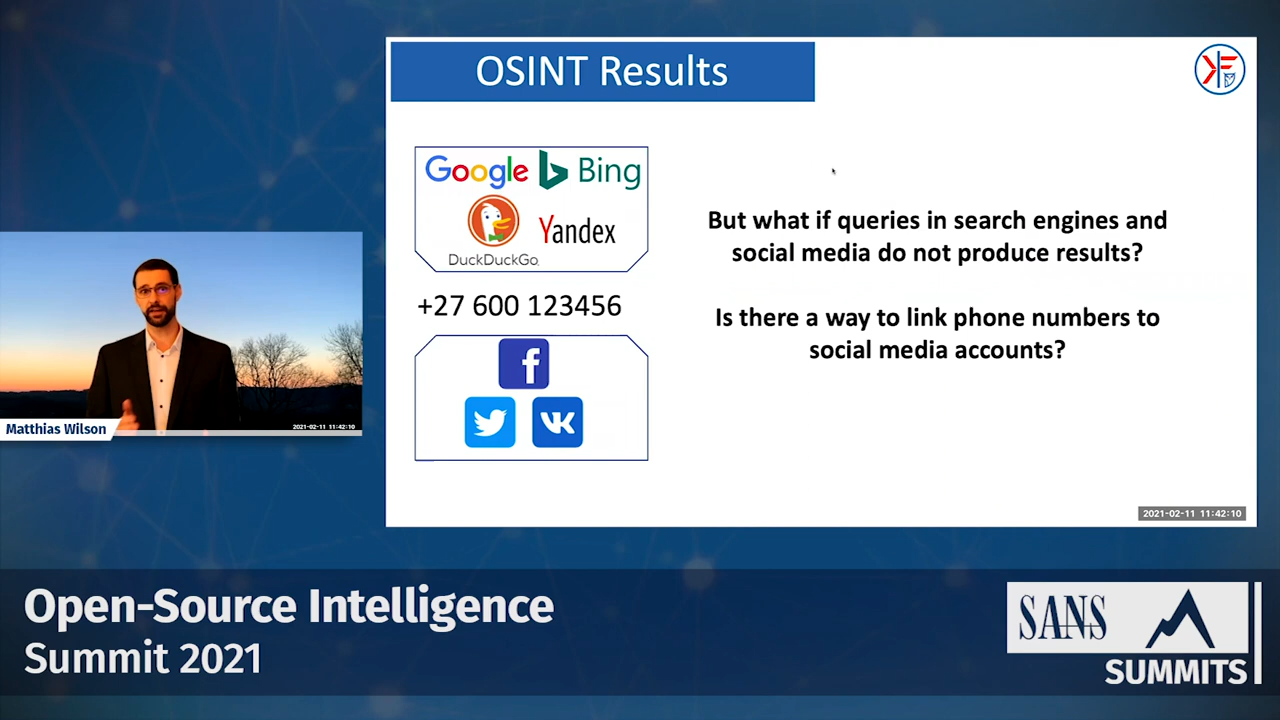 OSINT Results
Google Bing
DuckDuckGo. Yandex
+27 600 123456
But what if queries in search engines and
social media do not produce results?
Is there a way to link phone numbers to
social media accounts?
2021-02-11 11:42:10
Matthias Wilson
2021-02-11 11:42:10
Open-Source Intelligence
Summit 2021
SANS
SUMMITS